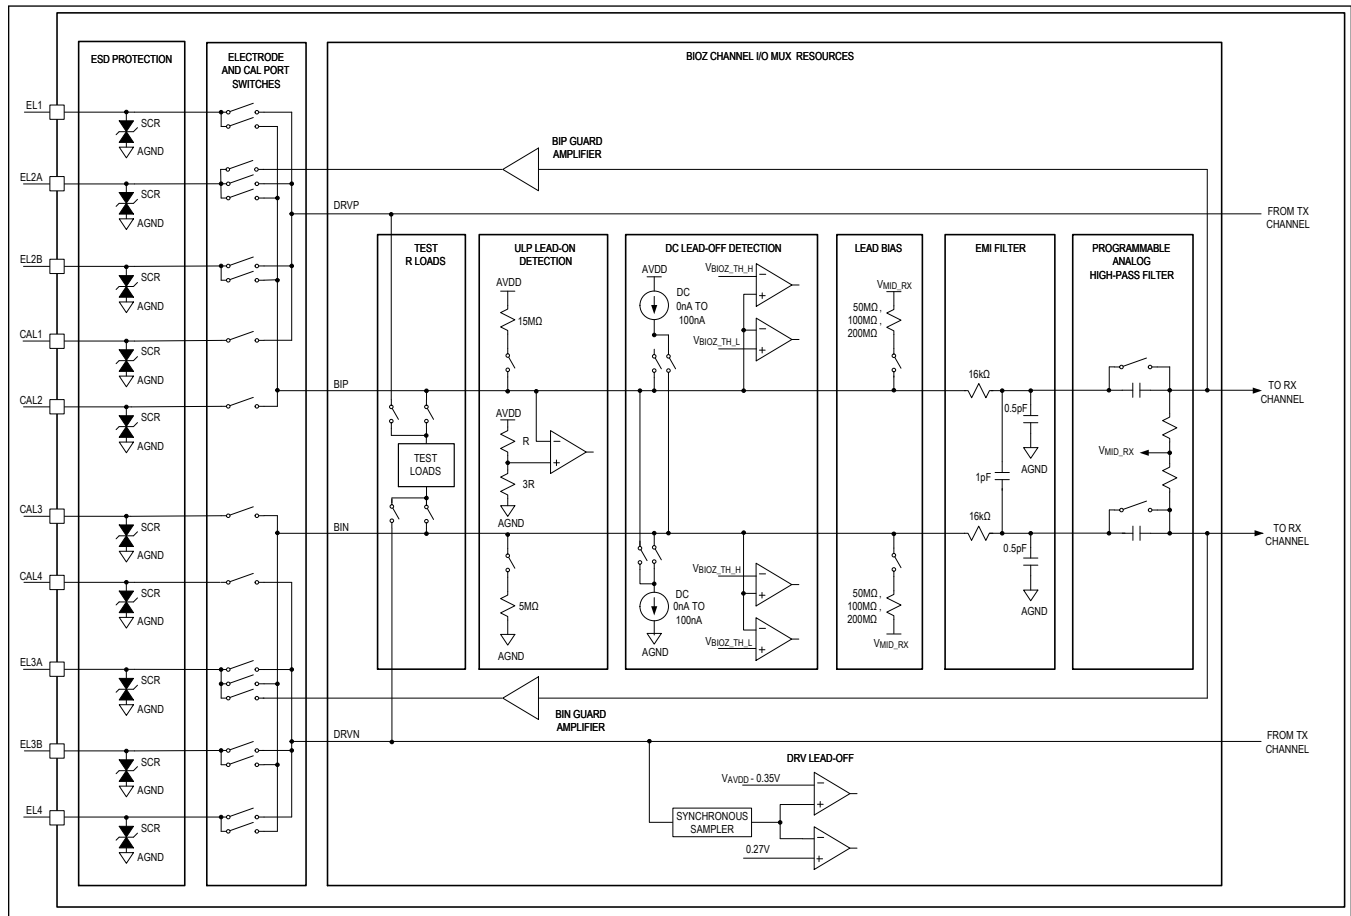 ESD PROTECTION
ELECTRODE
AND CAL PORT
SWITCHES
BIOZ CHANNEL I/O MUX RESOURCES
EL1
SCR
AGND
EL2A
SCR
AGND
EL2B
SCR
AGND
CAL1
SCR
AGND
CAL2
SCR
AGND
CAL3
SCR
AGND
CAL4
SCR
AGND
EL3A
SCR
AGND
EL3B
SCR
AGND
EL4
SCR
AGND
BIP GUARD
AMPLIFIER
DRVP
FROM TX
CHANNEL
TEST
R LOADS
TEST
LOADS
ULP LEAD-ON
DETECTION
AVDD
15MΩ
AVDD
R
3R
AGND
5MΩ
AGND
DC LEAD-OFF DETECTION
AVDD
DC
0nA TO
100nA
VBIOZ_TH_H
VBIOZ_TH_L
VBIOZ_TH_H
DC
0nA TO
100nA
VBIOZ_TH_L
AGND
LEAD BIAS
VMID_RX
50MΩ,
100MΩ,
200MΩ
50MΩ,
100MΩ,
200MΩ
VMID_RX
EMI FILTER
16kΩ
0.5pF
AGND
1pF
16kΩ
0.5pF
AGND
PROGRAMMABLE
ANALOG
HIGH-PASS FILTER
VMID_RX
BIP
TO RX
CHANNEL
BIN
TO RX
CHANNEL
BIN GUARD
AMPLIFIER
DRVN
FROM TX
CHANNEL
DRV LEAD-OFF
VAVDD - 0.35V
SYNCHRONOUS
SAMPLER
0.27V